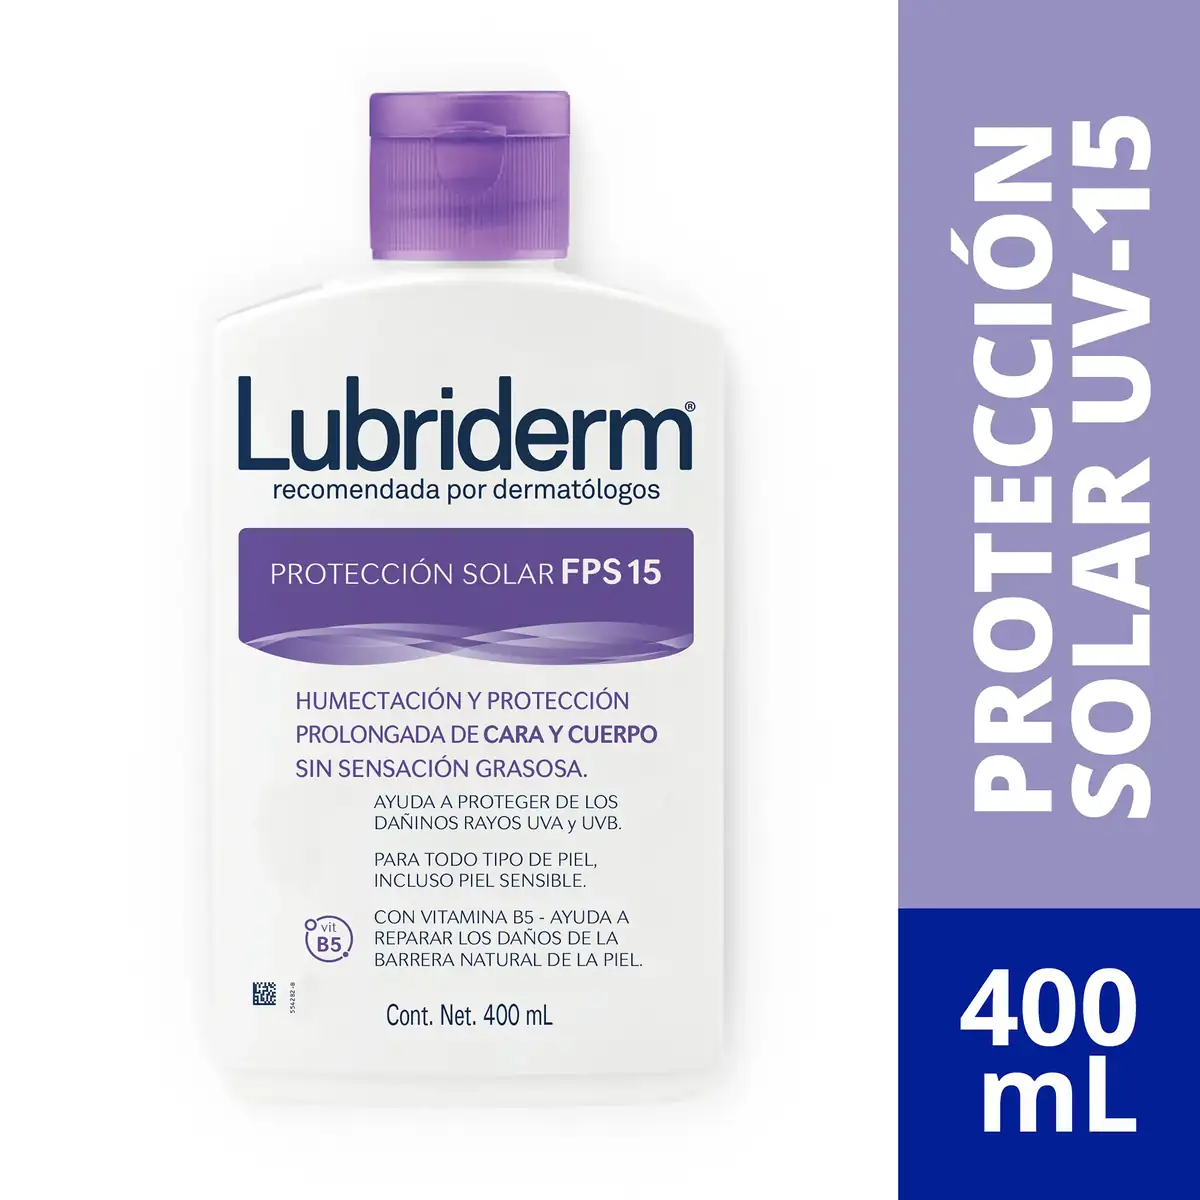 Lubriderm®
recomendada por dermatólogos
PROTECCIÓN SOLAR FPS 15
HUMECTACIÓN Y PROTECCIÓN
PROLONGADA DE CARA Y CUERPO
SIN SENSACIÓN GRASOSA.
AYUDA A PROTEGER DE LOS
DAÑINOS RAYOS UVA y UVB.
PARA TODO TIPO DE PIEL,
INCLUSO PIEL SENSIBLE.
vit
B5
CON VITAMINA B5 - AYUDA A
REPARAR LOS DAÑOS DE LA
BARRERA NATURAL DE LA PIEL.
554282-8
Cont. Net. 400 mL
PROTECCIÓN
SOLAR UV-15
400
mL